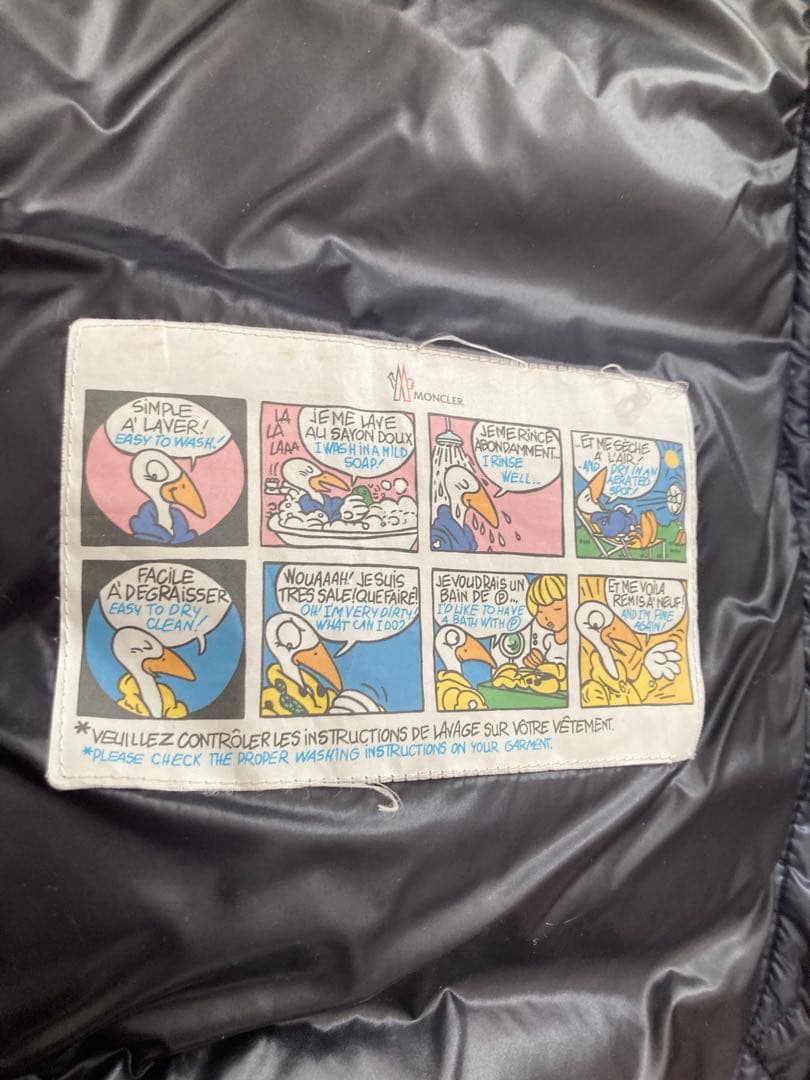 MONCLER
SIMPLE
A' LAVER!
EASY TO WASH!
LA
LA
LAAA
JE ME LAVE
AU SAVON DOUX
I WASH IN A MILD
SOAP!
JE ME RINCE
ABONDAMMENT...
I RINSE
WELL...
..ET ME SÈCHE
A' L'AIR!
..AND DRY IN AN
AERATED
SPOT!
FACILE
A' DEGRAISSER
EASY TO DRY
CLEAN!
WOUAAAH! JE SUIS
TRES SALE! QUE FAIRE!
OH! I'M VERY DIRTY!
WHAT CAN I DO?
JE VOUDRAIS UN
BAIN DE Ⓟ...
I'D LIKE TO HAVE
A BATH WITH Ⓟ
ET ME VOILA
REMIS A' NEUF!
AND I'M FINE
AGAIN!
*VEUILLEZ CONTRÔLER LES INSTRUCTIONS DE LAVAGE SUR VÔTRE VÊTEMENT.
*PLEASE CHECK THE PROPER WASHING INSTRUCTIONS ON YOUR GARMENT.